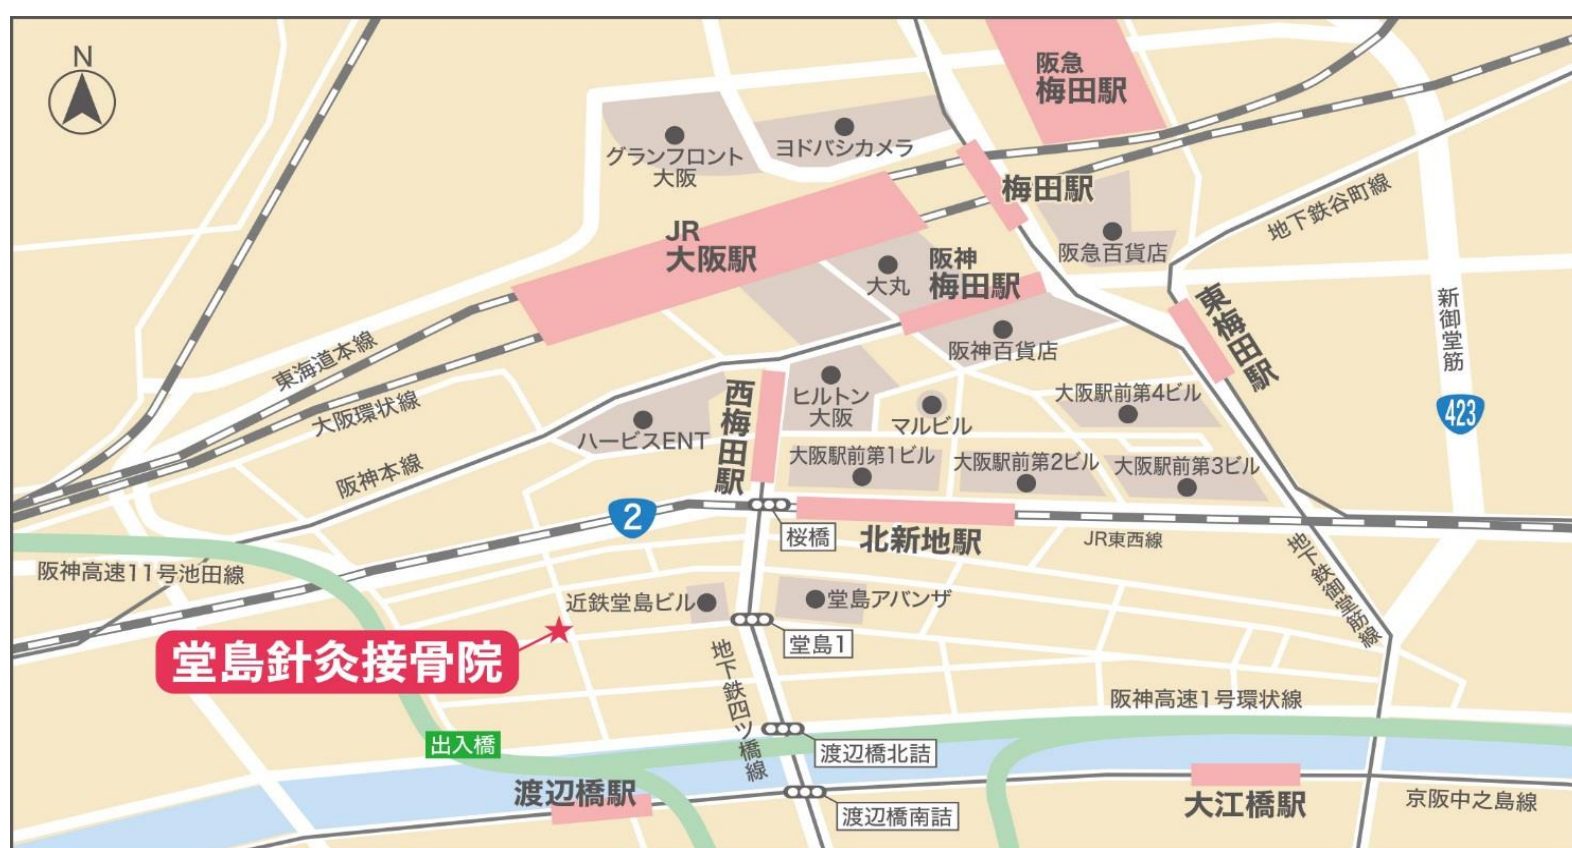 N
阪急
梅田駅
グランフロント
大阪
ヨドバシカメラ
梅田駅
地下鉄谷町線
JR
大阪駅
阪急百貨店
阪神
梅田駅
大丸
東梅田駅
新御堂筋
東海道本線
阪神百貨店
大阪環状線
西梅田駅
ヒルトン
大阪
マルビル
大阪駅前第4ビル
423
ハービスENT
阪神本線
大阪駅前第1ビル
大阪駅前第2ビル
大阪駅前第3ビル
2
桜橋
北新地駅
JR東西線
地下鉄御堂筋線
阪神高速11号池田線
近鉄堂島ビル
堂島アバンザ
堂島針灸接骨院
堂島1
地下鉄四ツ橋線
阪神高速1号環状線
出入橋
渡辺橋北詰
渡辺橋駅
大江橋駅
京阪中之島線
渡辺橋南詰